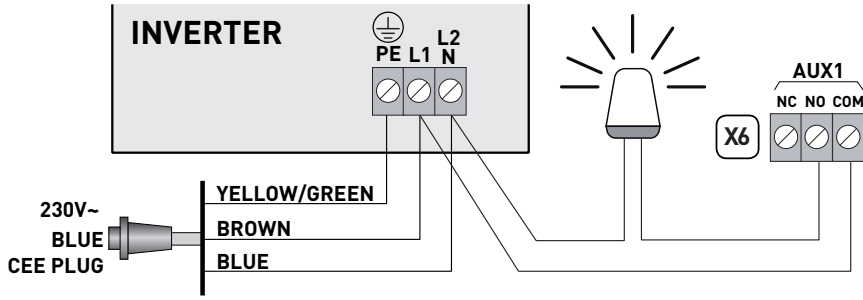 INVERTER
PE L1 L2
N
AUX1
NC NO COM
X6
YELLOW/GREEN
230V~
BROWN
BLUE
CEE PLUG
BLUE